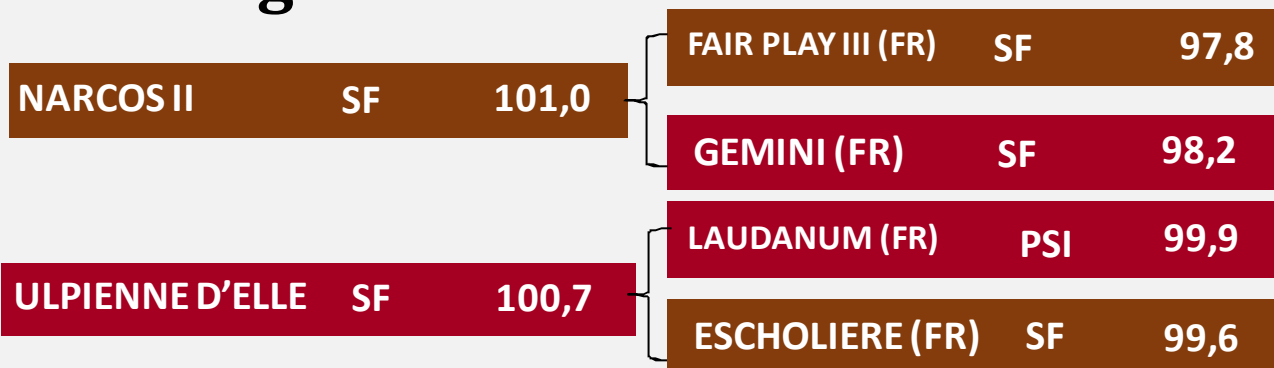 g
FAIR PLAY III (FR) SF 97,8
NARCOS II SF 101,0
GEMINI (FR) SF 98,2
LAUDANUM (FR) PSI 99,9
ULPIENNE D'ELLE SF 100,7
ESCHOLIERE (FR) SF 99,6